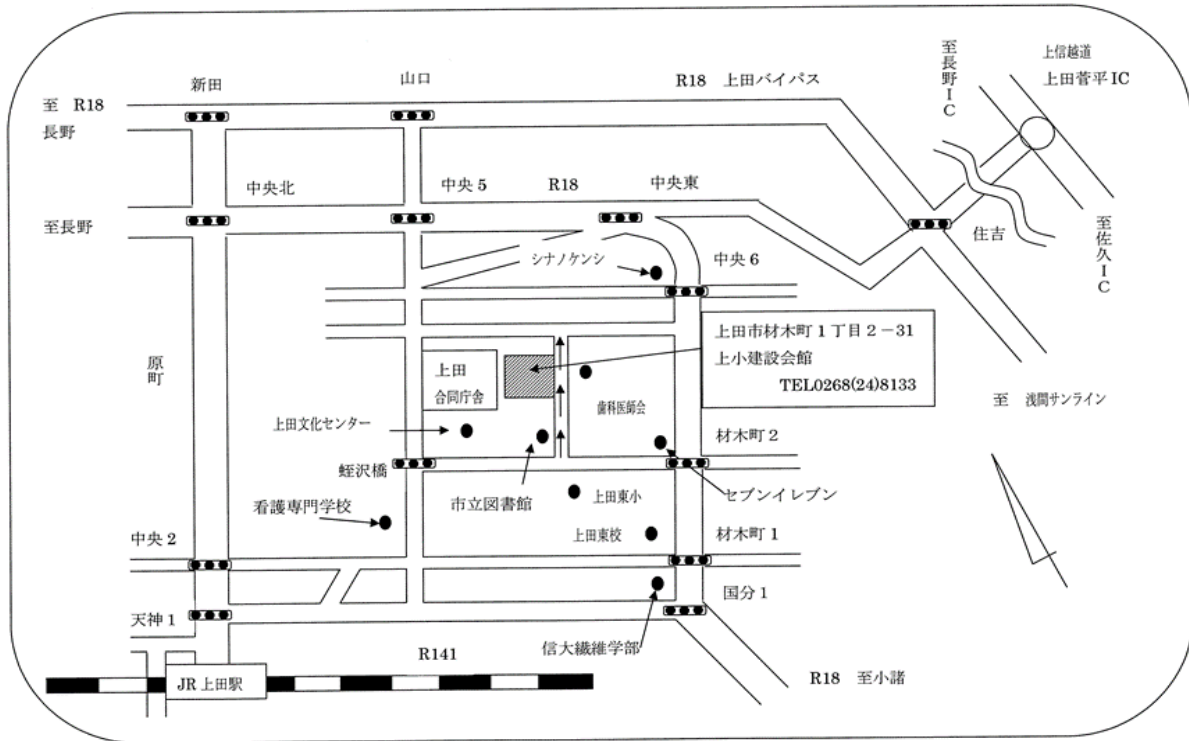 上信越道
上田菅平IC
至長野IC
至佐久IC
新田
山口
R18 上田バイパス
至 R18
長野
中央北
中央5
R18
中央東
至長野
住吉
シナノケンシ
中央6
上田市材木町1丁目2-31
上小建設会館
TEL0268(24)8133
原町
上田
合同庁舎
歯科医師会
至 浅間サンライン
上田文化センター
材木町2
蛭沢橋
市立図書館
セブンイレブン
看護専門学校
上田東小
上田東校
中央2
材木町1
国分1
天神1
信大繊維学部
R141
JR上田駅
R18 至小諸